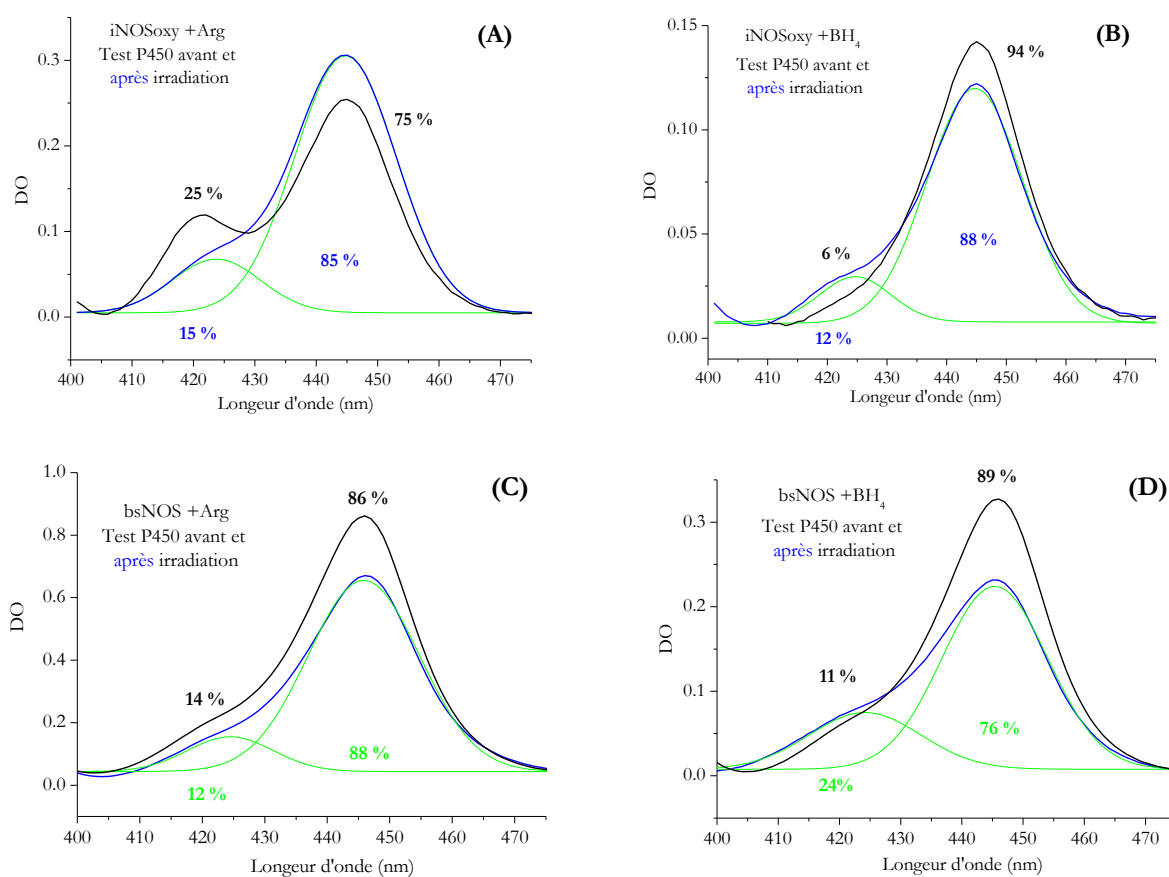 (A)
iNOSoxy +Arg
Test P450 avant et
après irradiation
75 %
25 %
85 %
15 %
0.3
0.2
0.1
0.0
DO
400 410 420 430 440 450 460 470
Longeur d'onde (nm)
(B)
iNOSoxy +BH₄
Test P450 avant et
après irradiation
94 %
6 %
88 %
12 %
0.15
0.10
0.05
0.00
DO
400 410 420 430 440 450 460 470
Longeur d'onde (nm)
(C)
bsNOS +Arg
Test P450 avant et
après irradiation
86 %
14 %
88 %
12 %
1.0
0.8
0.6
0.4
0.2
0.0
DO
400 410 420 430 440 450 460 470
Longeur d'onde (nm)
(D)
bsNOS +BH₄
Test P450 avant et
après irradiation
89 %
11 %
76 %
24%
0.3
0.2
0.1
0.0
DO
400 410 420 430 440 450 460 470
Longeur d'onde (nm)